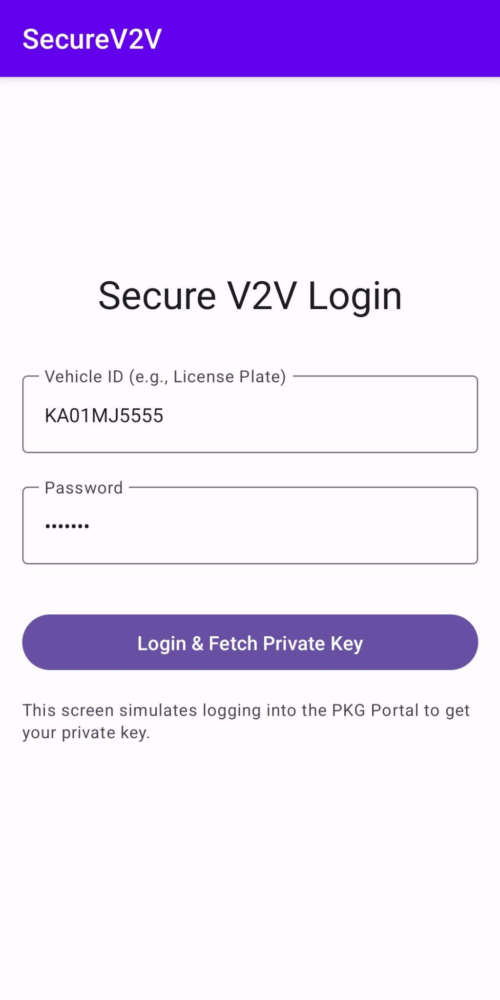 SecureV2V
Secure V2V Login
Vehicle ID (e.g., License Plate)
KA01MJ5555
Password
•••••••
Login & Fetch Private Key
This screen simulates logging into the PKG Portal to get
your private key.